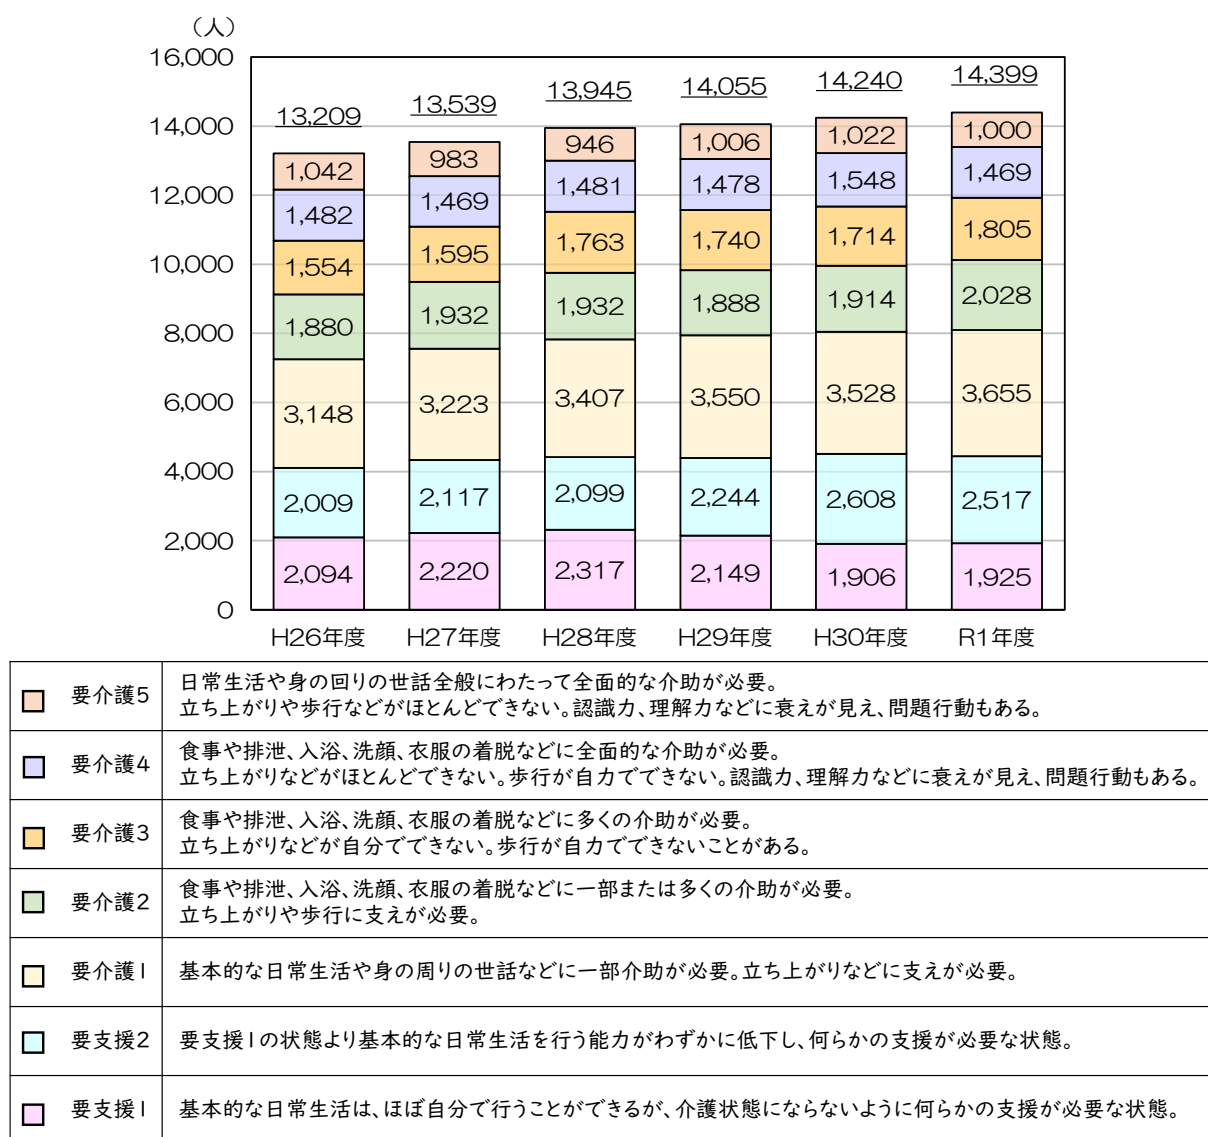 （人）
16,000
14,000
12,000
10,000
8,000
6,000
4,000
2,000
0
13,209 13,539 13,945 14,055 14,240 14,399
1,042 983 946 1,006 1,022 1,000
1,482 1,469 1,481 1,478 1,548 1,469
1,554 1,595 1,763 1,740 1,714 1,805
1,880 1,932 1,932 1,888 1,914 2,028
3,148 3,223 3,407 3,550 3,528 3,655
2,009 2,117 2,099 2,244 2,608 2,517
2,094 2,220 2,317 2,149 1,906 1,925
H26年度 H27年度 H28年度 H29年度 H30年度 R1年度
要介護5
日常生活や身の回りの世話全般にわたって全面的な介助が必要。
立ち上がりや歩行などがほとんどできない。認識力、理解力などに衰えが見え、問題行動もある。
要介護4
食事や排泄、入浴、洗顔、衣服の着脱などに全面的な介助が必要。
立ち上がりなどがほとんどできない。歩行が自力でできない。認識力、理解力などに衰えが見え、問題行動もある。
要介護3
食事や排泄、入浴、洗顔、衣服の着脱などに多くの介助が必要。
立ち上がりなどが自分でできない。歩行が自力でできないことがある。
要介護2
食事や排泄、入浴、洗顔、衣服の着脱などに一部または多くの介助が必要。
立ち上がりや歩行に支えが必要。
要介護1
基本的な日常生活や身の周りの世話などに一部介助が必要。立ち上がりなどに支えが必要。
要支援2
要支援1の状態より基本的な日常生活を行う能力がわずかに低下し、何らかの支援が必要な状態。
要支援1
基本的な日常生活は、ほぼ自分で行うことができるが、介護状態にならないように何らかの支援が必要な状態。